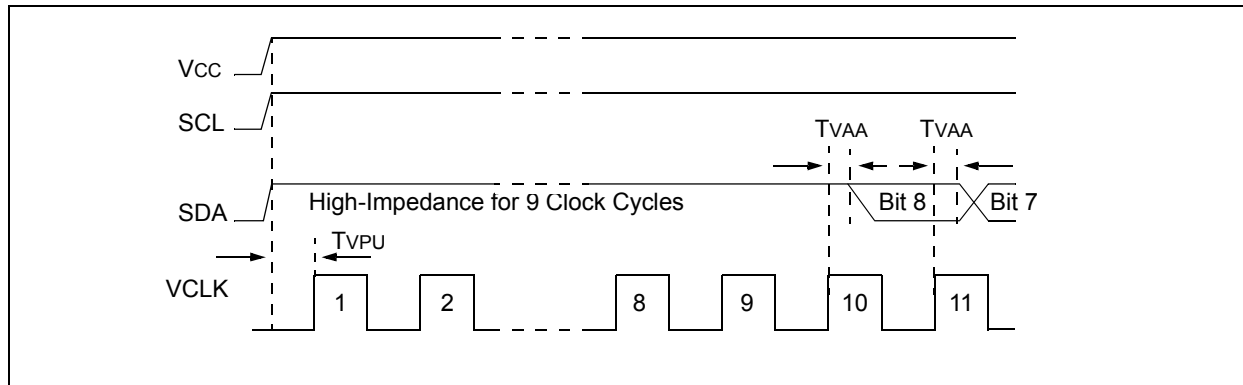 VCC
SCL
TVAA TVAA
SDA
High-Impedance for 9 Clock Cycles
Bit 8 Bit 7
TVPU
VCLK
1 2 8 9 10 11